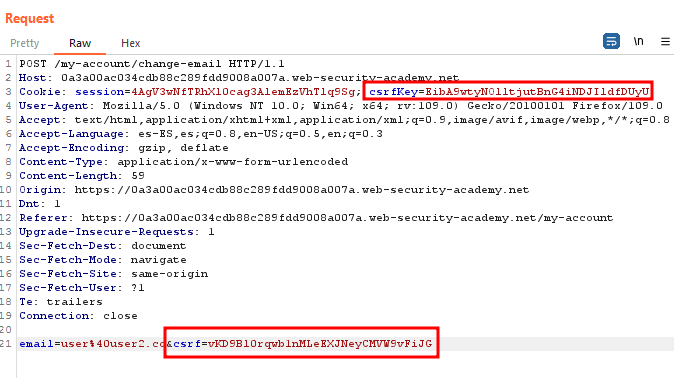 Request
Pretty Raw Hex \n
1 POST /my-account/change-email HTTP/1.1
2 Host: 0a3a00ac034cdb88c289fdd9008a007a.web-security-academy.net
3 Cookie: session=4AgV3wNfTRhXl0cag3AlemEzVhTlq9Sg; csrfKey=EibA9wtyN0lltjutBnG4iNDJIldfDUyU
4 User-Agent: Mozilla/5.0 (Windows NT 10.0; Win64; x64; rv:109.0) Gecko/20100101 Firefox/109.0
5 Accept: text/html,application/xhtml+xml,application/xml;q=0.9,image/avif,image/webp,*/*;q=0.8
6 Accept-Language: es-ES,es;q=0.8,en-US;q=0.5,en;q=0.3
7 Accept-Encoding: gzip, deflate
8 Content-Type: application/x-www-form-urlencoded
9 Content-Length: 59
10 Origin: https://0a3a00ac034cdb88c289fdd9008a007a.web-security-academy.net
11 Dnt: 1
12 Referer: https://0a3a00ac034cdb88c289fdd9008a007a.web-security-academy.net/my-account
13 Upgrade-Insecure-Requests: 1
14 Sec-Fetch-Dest: document
15 Sec-Fetch-Mode: navigate
16 Sec-Fetch-Site: same-origin
17 Sec-Fetch-User: ?1
18 Te: trailers
19 Connection: close
20
21 email=user%40user2.co&csrf=vKD9Bl0rqwblnMLeEXJNeyCMVW9vFiJG